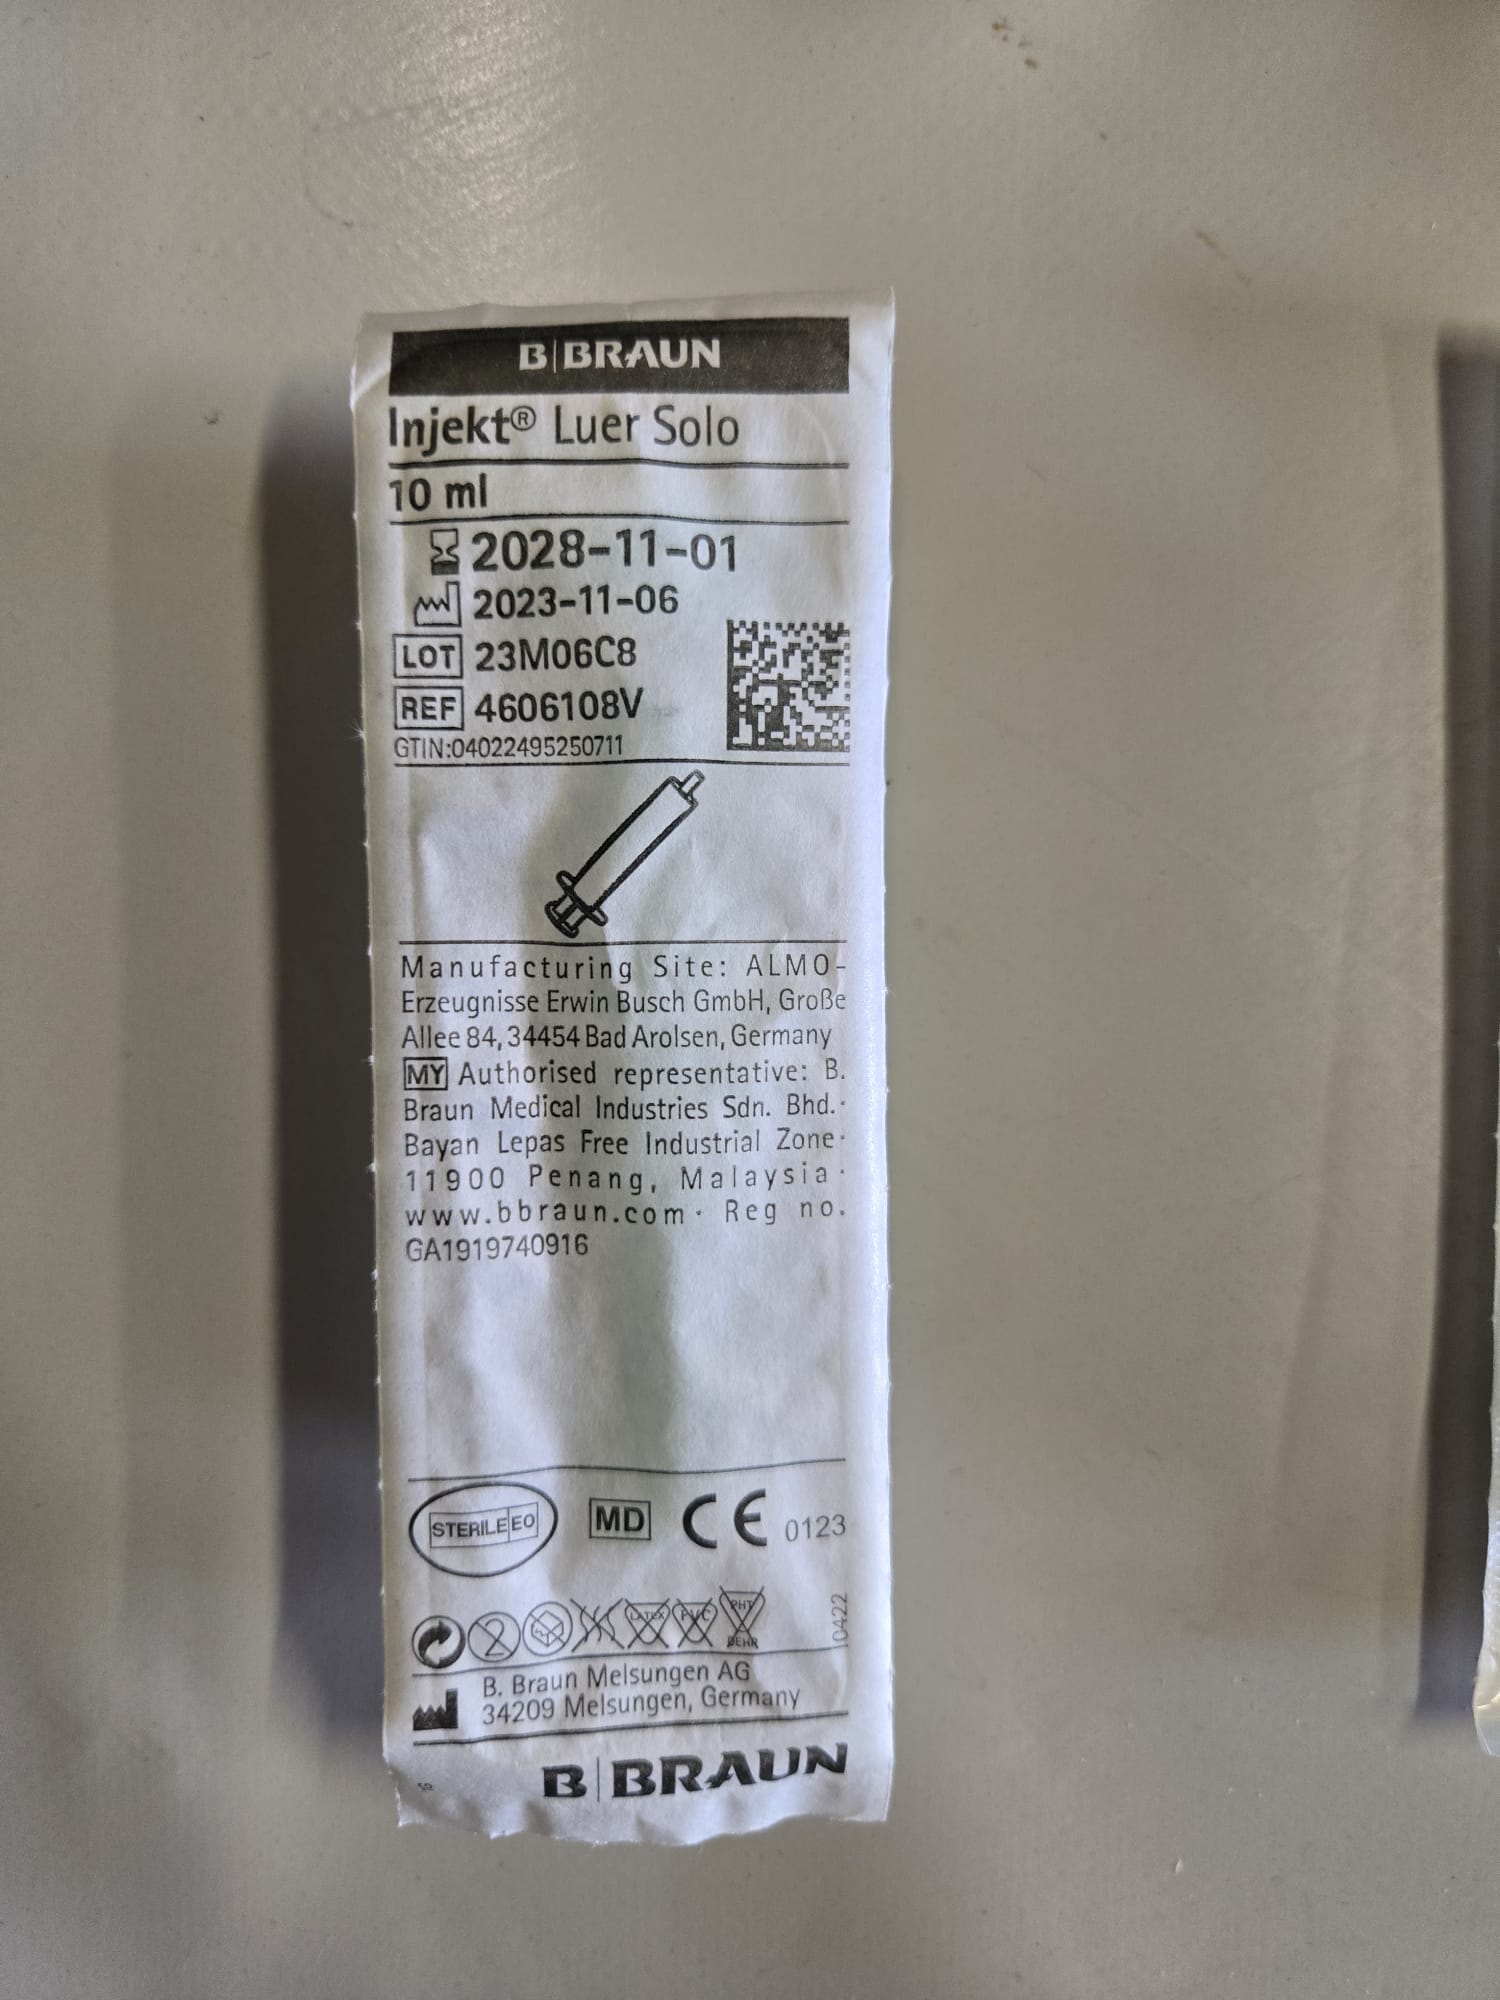 B|BRAUN
Injekt® Luer Solo
10 ml
2028-11-01
2023-11-06
LOT 23M06C8
REF 4606108V
GTIN:04022495250711
Manufacturing Site: ALMO-
Erzeugnisse Erwin Busch GmbH, Große
Allee 84, 34454 Bad Arolsen, Germany
MY Authorised representative: B.
Braun Medical Industries Sdn. Bhd.·
Bayan Lepas Free Industrial Zone·
11900 Penang, Malaysia·
www.bbraun.com· Reg no.
GA1919740916
STERILE EO MD CE 0123
2 LATEX PVC PHT
DEHP
0422
B. Braun Melsungen AG
34209 Melsungen, Germany
B|BRAUN